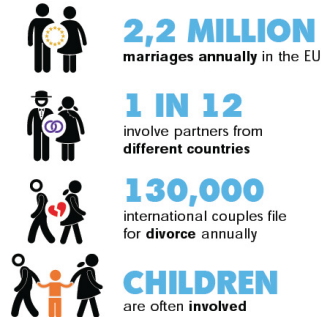 2,2 MILLION
marriages annually in the EU
1 IN 12
involve partners from
different countries
130,000
international couples file
for divorce annually
CHILDREN
are often involved